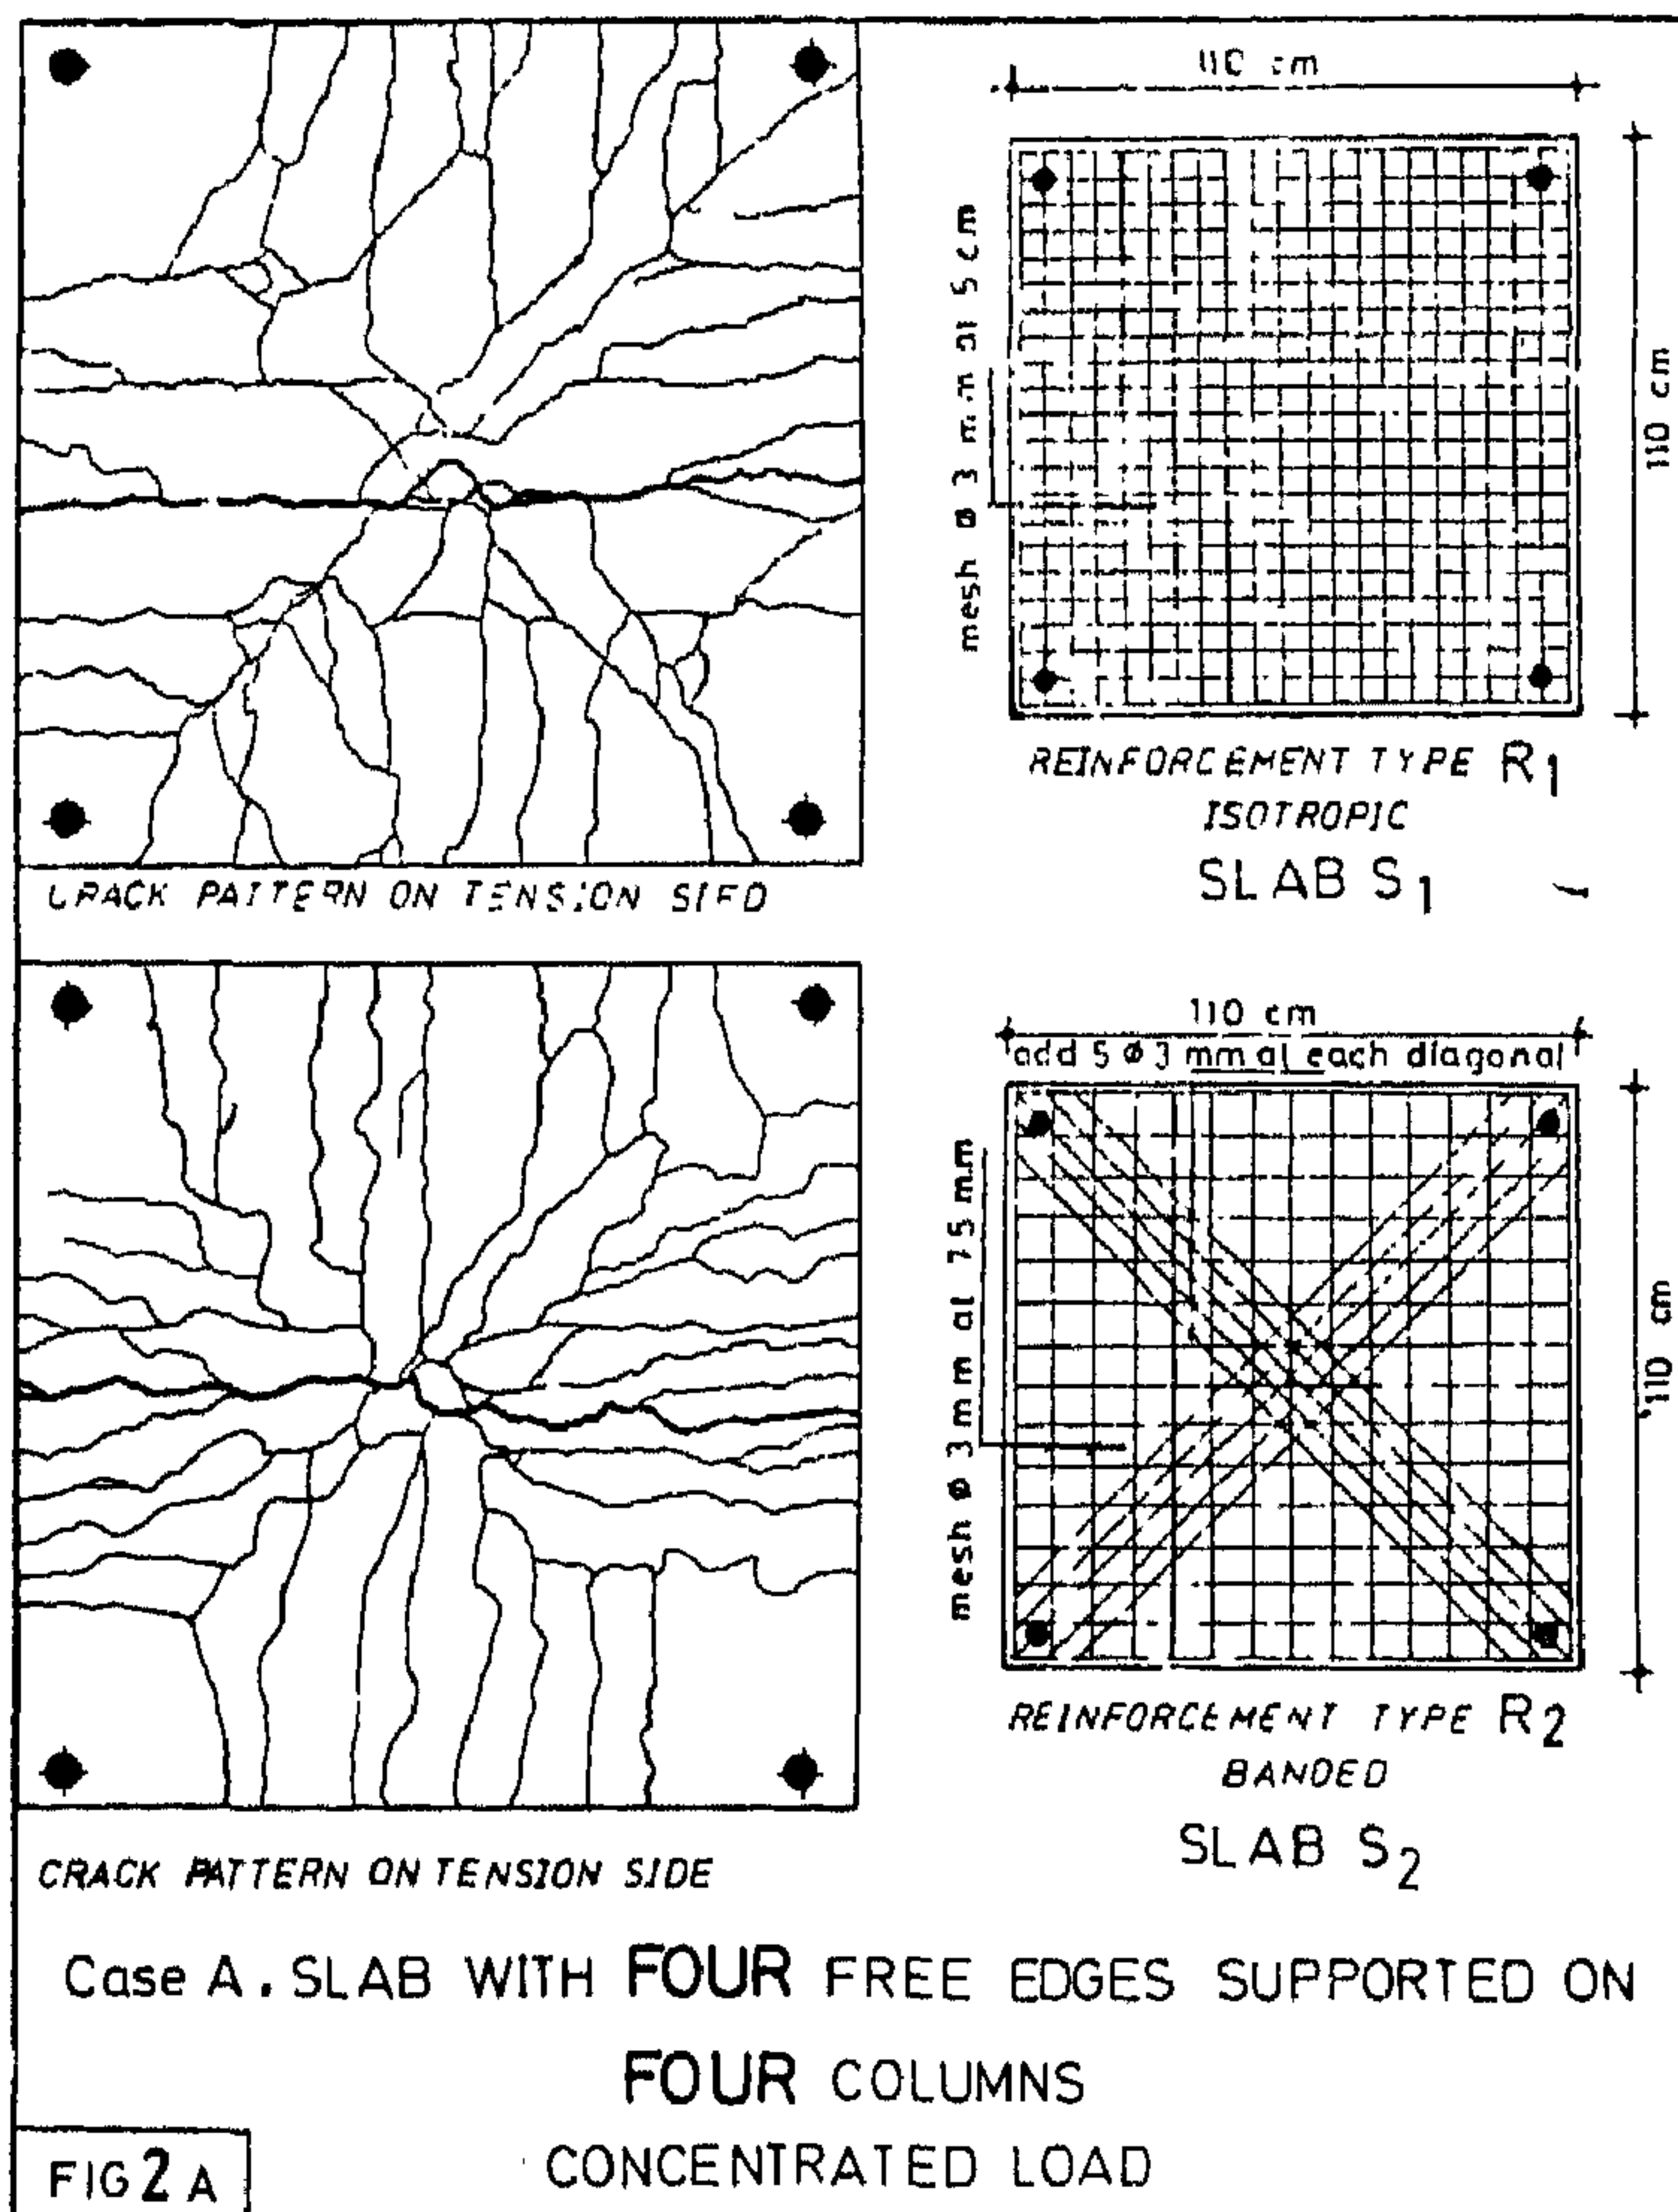 110 cm
mesh ø 3 mm at 5 cm
110 cm
REINFORCEMENT TYPE R1
ISOTROPIC
SLAB S1
CRACK PATTERN ON TENSION SIED
110 cm
add 5 ø 3 mm at each diagonal
mesh ø 3 mm at 75 mm
110 cm
REINFORCEMENT TYPE R2
BANDED
SLAB S2
CRACK PATTERN ON TENSION SIDE
Case A. SLAB WITH FOUR FREE EDGES SUPPORTED ON
FOUR COLUMNS
CONCENTRATED LOAD
FIG 2 A